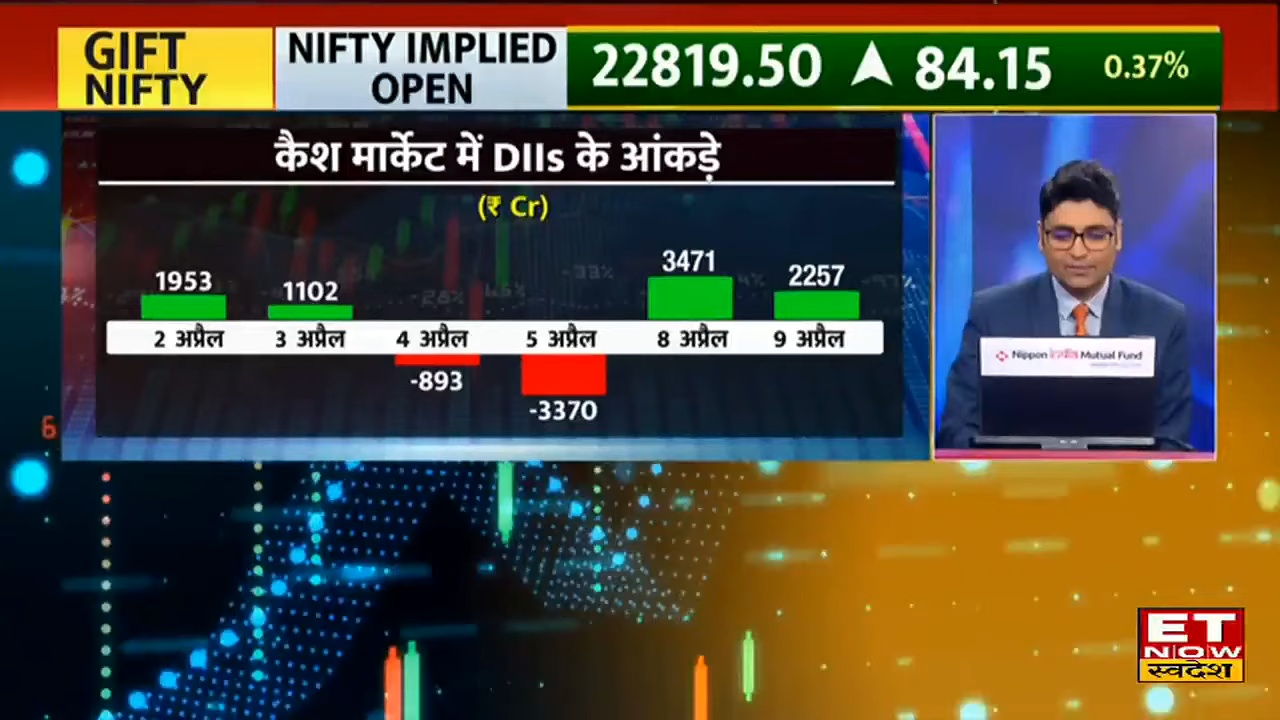 GIFT
NIFTY
NIFTY IMPLIED
OPEN
22819.50 84.15 0.37%
कैश मार्केट में DIIs के आंकड़े
(₹ Cr)
1953
1102
3471
2257
2 अप्रैल
3 अप्रैल
4 अप्रैल
5 अप्रैल
8 अप्रैल
9 अप्रैल
-893
-3370
Nippon India Mutual Fund
6
ET
NOW
स्वदेश